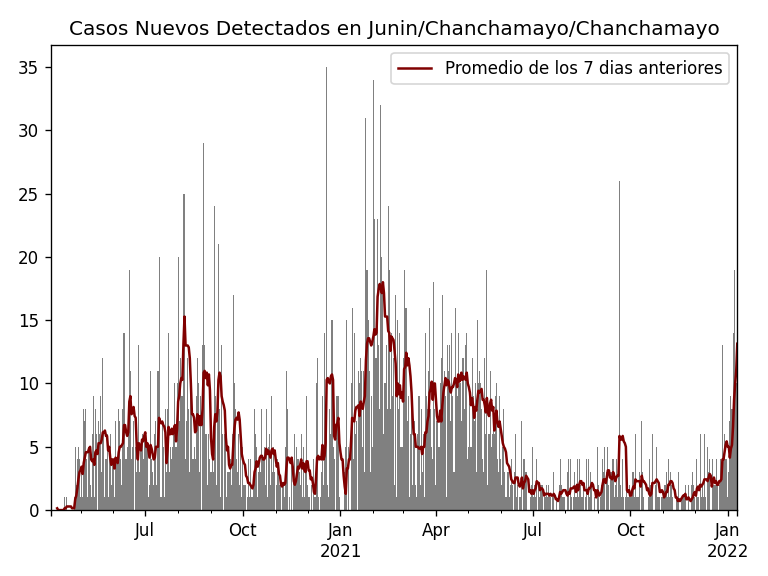 Casos Nuevos Detectados en Junin/Chanchamayo/Chanchamayo
Promedio de los 7 dias anteriores
35
30
25
20
15
10
5
0
Jul
Oct
Jan
2021
Apr
Jul
Oct
Jan
2022